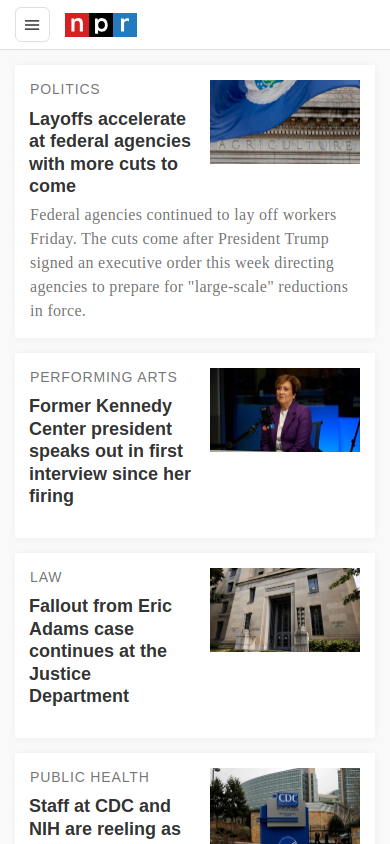 npr
POLITICS
Layoffs accelerate
at federal agencies
with more cuts to
come
AGRICULTURE
Federal agencies continued to lay off workers
Friday. The cuts come after President Trump
signed an executive order this week directing
agencies to prepare for "large-scale" reductions
in force.
PERFORMING ARTS
Former Kennedy
Center president
speaks out in first
interview since her
firing
LAW
Fallout from Eric
Adams case
continues at the
Justice
Department
PUBLIC HEALTH
Staff at CDC and
NIH are reeling as
CDC